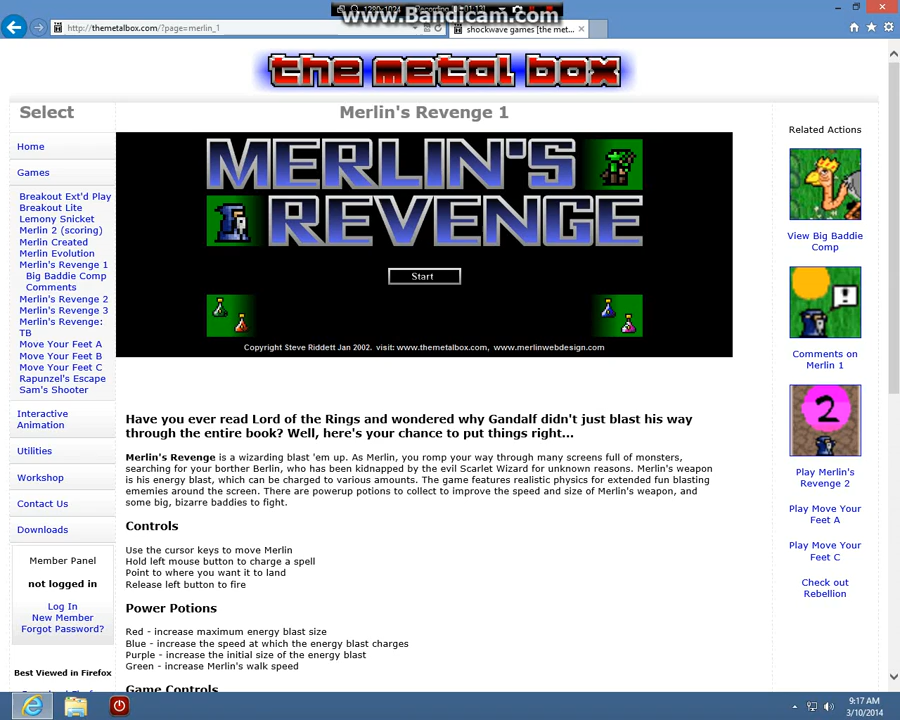 www.Bandicam.com
http://themetalbox.com/?page=merlin_1
shockwave games [the met...
the metal box
Select
Merlin's Revenge 1
Home
Games
Breakout Ext'd Play
Breakout Lite
Lemony Snicket
Merlin 2 (scoring)
Merlin Created
Merlin Evolution
Merlin's Revenge 1
Big Baddie Comp
Comments
Merlin's Revenge 2
Merlin's Revenge 3
Merlin's Revenge:
TB
Move Your Feet A
Move Your Feet B
Move Your Feet C
Rapunzel's Escape
Sam's Shooter
Interactive
Animation
Utilities
Workshop
Contact Us
Downloads
Member Panel
not logged in
Log In
New Member
Forgot Password?
Best Viewed in Firefox
MERLIN'S
REVENGE
Start
Copyright Steve Riddett Jan 2002. visit: www.themetalbox.com, www.merlinwebdesign.com
Have you ever read Lord of the Rings and wondered why Gandalf didn't just blast his way
through the entire book? Well, here's your chance to put things right...
Merlin's Revenge is a wizarding blast 'em up. As Merlin, you romp your way through many screens full of monsters,
searching for your borther Berlin, who has been kidnapped by the evil Scarlet Wizard for unknown reasons. Merlin's weapon
is his energy blast, which can be charged to various amounts. The game features realistic physics for extended fun blasting
ememies around the screen. There are powerup potions to collect to improve the speed and size of Merlin's weapon, and
some big, bizarre baddies to fight.
Controls
Use the cursor keys to move Merlin
Hold left mouse button to charge a spell
Point to where you want it to land
Release left button to fire
Power Potions
Red - increase maximum energy blast size
Blue - increase the speed at which the energy blast charges
Purple - increase the initial size of the energy blast
Green - increase Merlin's walk speed
Game Controls
Related Actions
View Big Baddie
Comp
Comments on
Merlin 1
2
Play Merlin's
Revenge 2
Play Move Your
Feet A
Play Move Your
Feet C
Check out
Rebellion
9:17 AM
3/10/2014